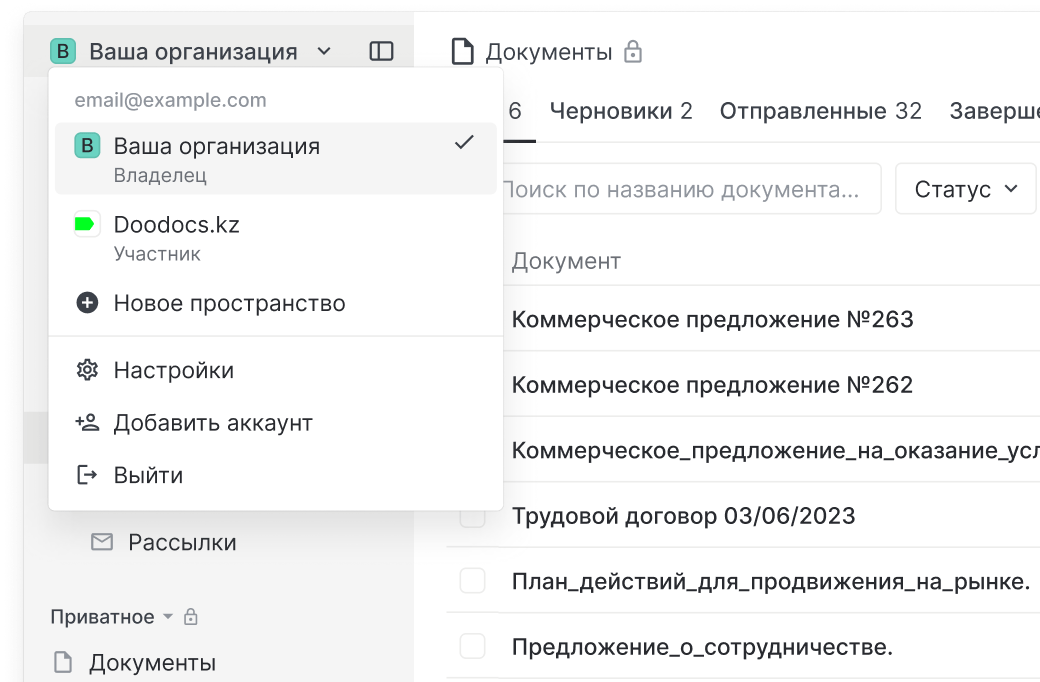 В Ваша организация
Документы
email@example.com
6 Черновики 2 Отправленные 32 Заверше
В Ваша организация
Владелец
Поиск по названию документа... Статус
Doodocs.kz
Участник
Документ
Новое пространство
Коммерческое предложение №263
Настройки
Коммерческое предложение №262
Добавить аккаунт
Коммерческое_предложение_на_оказание_усл
Выйти
Трудовой договор 03/06/2023
Рассылки
План_действий_для_продвижения_на_рынке.
Приватное
Предложение_о_сотрудничестве.
Документы